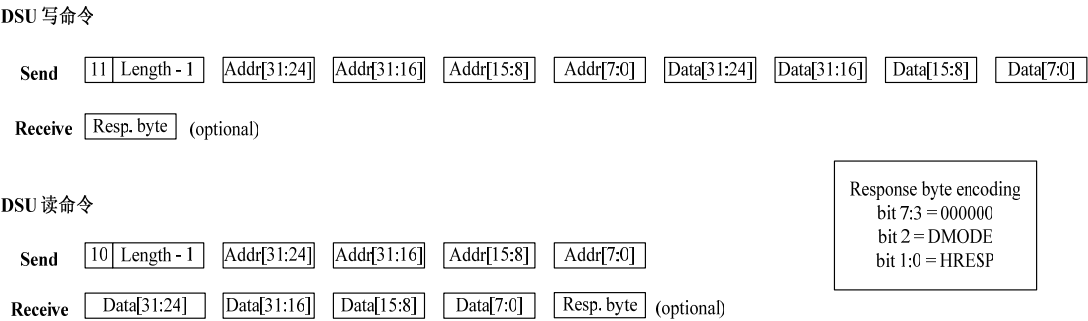 DSU 写命令
Send 11 Length - 1 Addr[31:24] Addr[31:16] Addr[15:8] Addr[7:0] Data[31:24] Data[31:16] Data[15:8] Data[7:0]
Receive Resp. byte (optional)
Response byte encoding
bit 7:3 = 000000
bit 2 = DMODE
bit 1:0 = HRESP
DSU 读命令
Send 10 Length - 1 Addr[31:24] Addr[31:16] Addr[15:8] Addr[7:0]
Receive Data[31:24] Data[31:16] Data[15:8] Data[7:0] Resp. byte (optional)